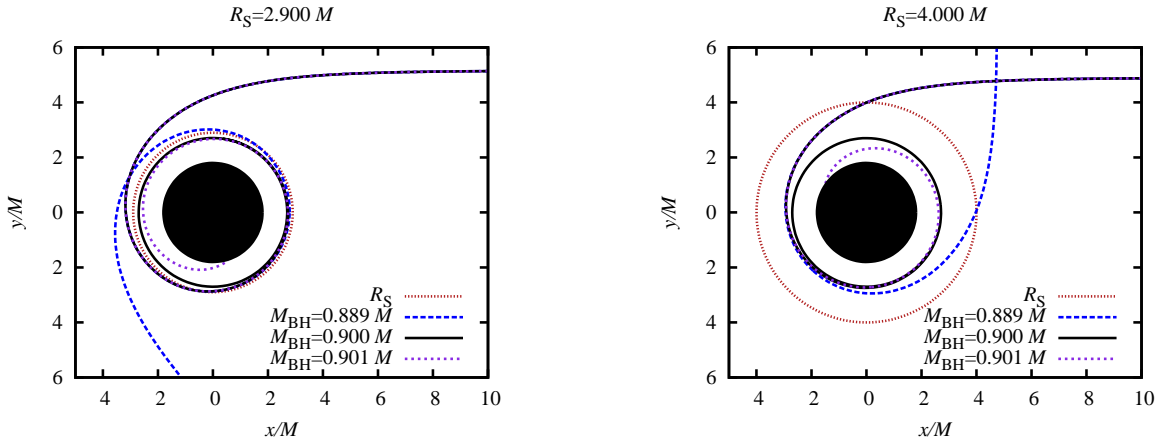 R_S=2.900 M
6
4
2
0
2
4
6
y/M
4 2 0 2 4 6 8 10
x/M
R_S
M_BH=0.889 M
M_BH=0.900 M
M_BH=0.901 M
R_S=4.000 M
6
4
2
0
2
4
6
y/M
4 2 0 2 4 6 8 10
x/M
R_S
M_BH=0.889 M
M_BH=0.900 M
M_BH=0.901 M